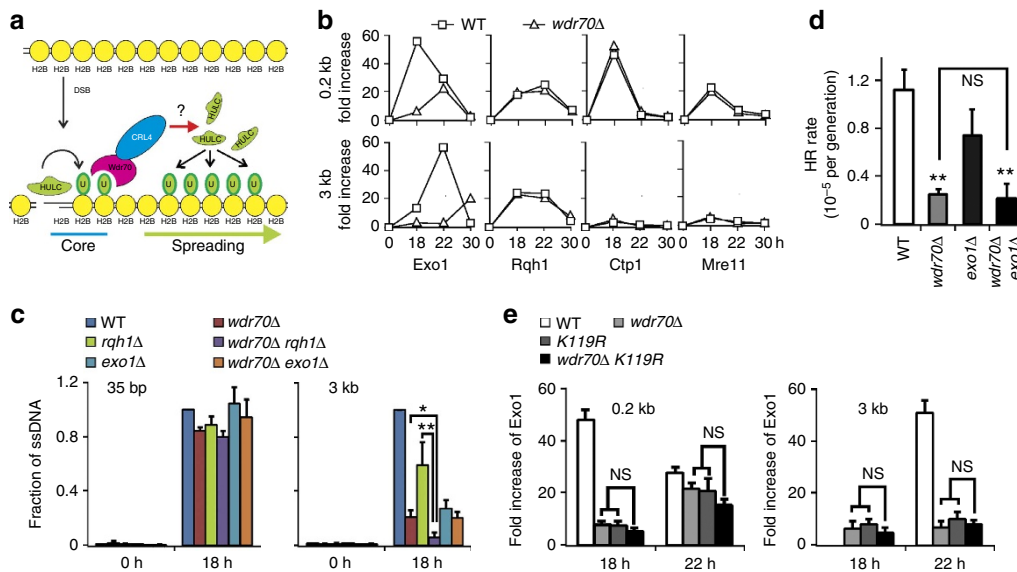 a
H2B H2B H2B H2B H2B H2B H2B H2B H2B H2B H2B H2B
DSB
?
HULC
CRL4
HULC
HULC
Wdr70
HULC
U U U U U U U
H2B H2B H2B H2B H2B H2B H2B H2B H2B H2B H2B H2B
Core
Spreading
b
WT
wdr70Δ
0.2 kb
fold increase
60
40
20
0
3 kb
fold increase
60
40
20
0
0 18 22 30
0 18 22 30
0 18 22 30
0 18 22 30 h
Exo1
Rqh1
Ctp1
Mre11
c
WT
rqh1Δ
exo1Δ
wdr70Δ
wdr70Δ rqh1Δ
wdr70Δ exo1Δ
Fraction of ssDNA
1.2
0.8
0.4
0
35 bp
0 h
18 h
3 kb
*
**
0 h
18 h
d
HR rate
(10⁻⁵ per generation)
1.2
0.8
0.4
0
NS
**
**
WT
wdr70Δ
exo1Δ
wdr70Δ
exo1
e
WT
wdr70Δ
K119R
wdr70Δ K119R
Fold increase of Exo1
60
40
20
0
0.2 kb
NS
NS
18 h
22 h
Fold increase of Exo1
60
40
20
0
3 kb
NS
NS
18 h
22 h